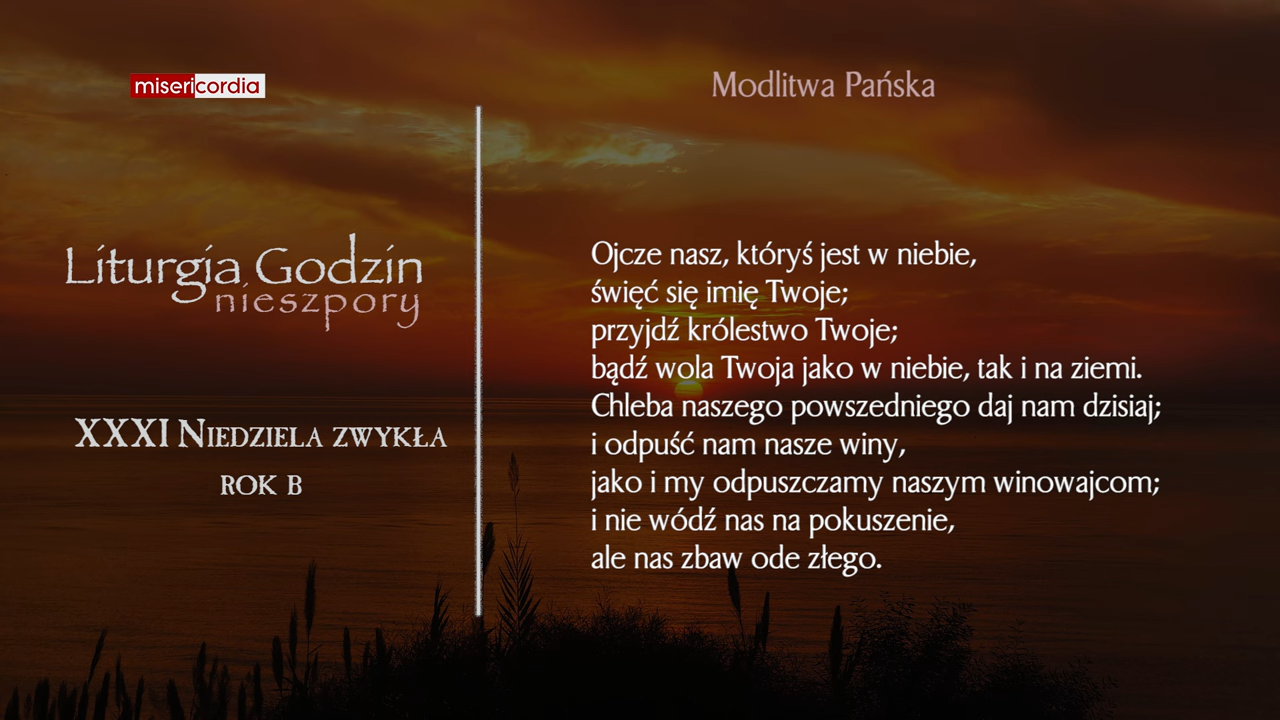 misericordia
Liturgia Godzin
nieszpory
XXXI Niedziela zwykła
rok B
Modlitwa Pańska
Ojcze nasz, któryś jest w niebie,
święć się imię Twoje;
przyjdź królestwo Twoje;
bądź wola Twoja jako w niebie, tak i na ziemi.
Chleba naszego powszedniego daj nam dzisiaj;
i odpuść nam nasze winy,
jako i my odpuszczamy naszym winowajcom;
i nie wódź nas na pokuszenie,
ale nas zbaw ode złego.